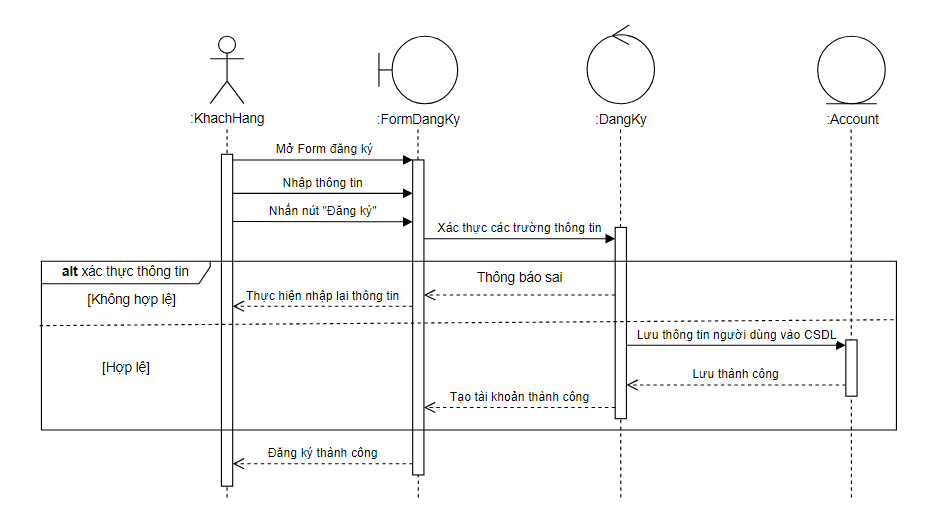 :KhachHang
:FormDangKy
:DangKy
:Account
Mở Form đăng ký
Nhập thông tin
Nhấn nút "Đăng ký"
Xác thực các trường thông tin
alt xác thực thông tin
Thông báo sai
[Không hợp lệ]
Thực hiện nhập lại thông tin
Lưu thông tin người dùng vào CSDL
[Hợp lệ]
Lưu thành công
Tạo tài khoản thành công
Đăng ký thành công